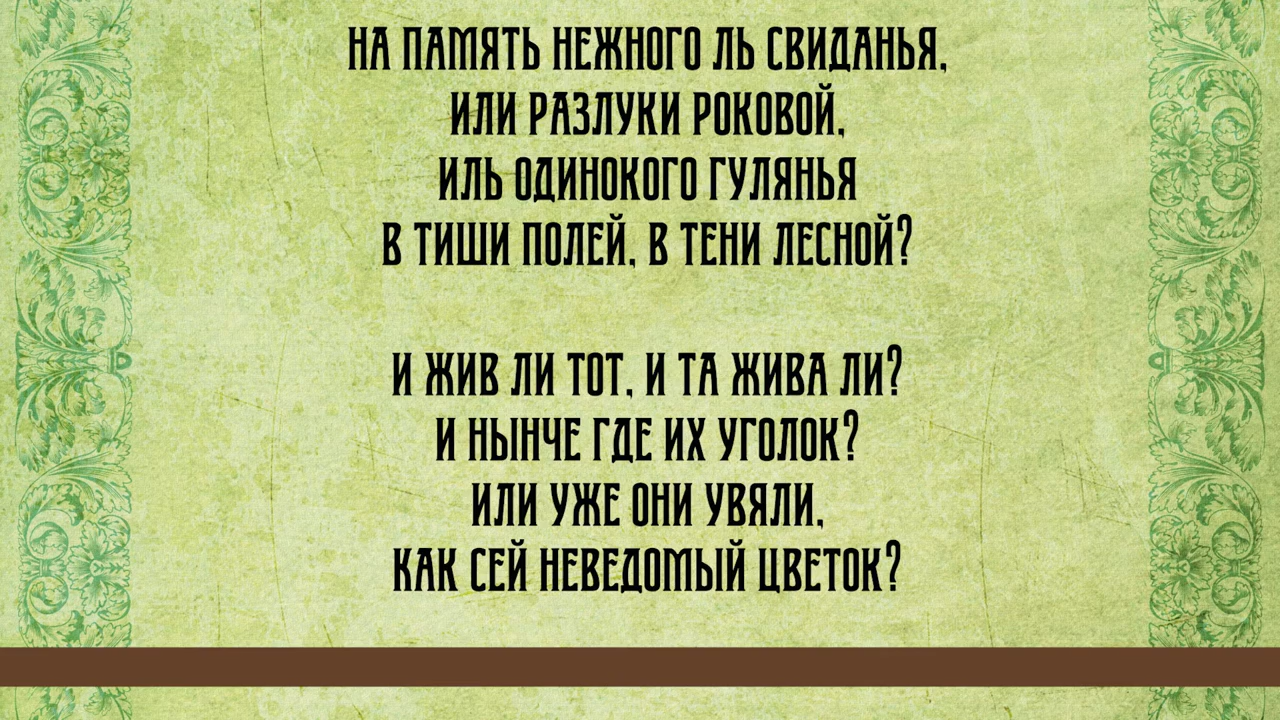 НА ПАМЯТЬ НЕЖНОГО ЛЬ СВИДАНЬЯ,
ИЛИ РАЗЛУКИ РОКОВОЙ,
ИЛЬ ОДИНОКОГО ГУЛЯНЬЯ
В ТИШИ ПОЛЕЙ, В ТЕНИ ЛЕСНОЙ?
И ЖИВ ЛИ ТОТ, И ТА ЖИВА ЛИ?
И НЫНЧЕ ГДЕ ИХ УГОЛОК?
ИЛИ УЖЕ ОНИ УВЯЛИ,
КАК СЕЙ НЕВЕДОМЫЙ ЦВЕТОК?